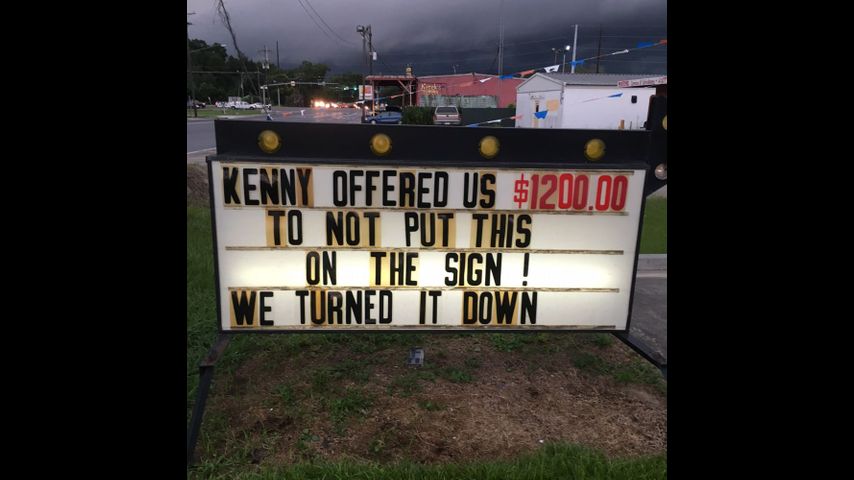 KENNY OFFERED US $1200.00
TO NOT PUT THIS
ON THE SIGN !
WE TURNED IT DOWN